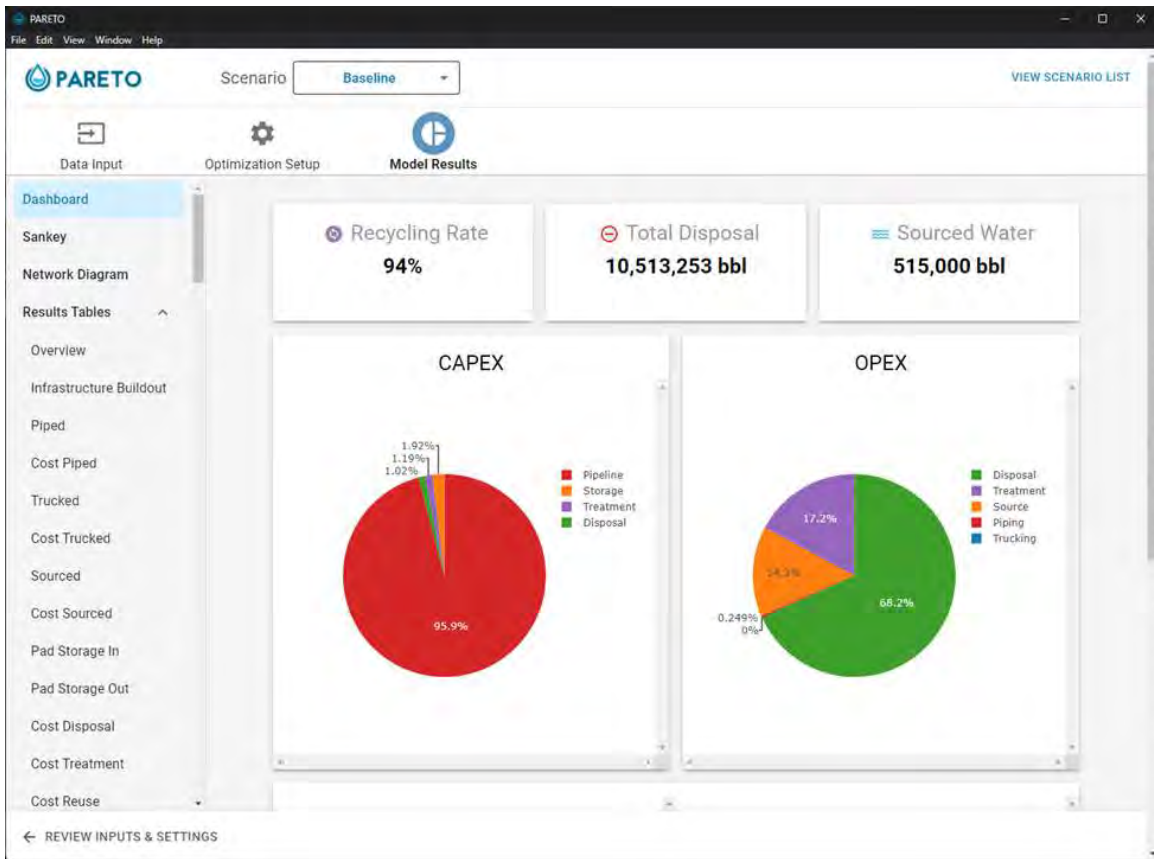 PARETO
File Edit View Window Help
PARETO
Scenario
Baseline
VIEW SCENARIO LIST
Data Input
Optimization Setup
Model Results
Dashboard
Sankey
Network Diagram
Results Tables
Overview
Infrastructure Buildout
Piped
Cost Piped
Trucked
Cost Trucked
Sourced
Cost Sourced
Pad Storage In
Pad Storage Out
Cost Disposal
Cost Treatment
Cost Reuse
Recycling Rate
94%
Total Disposal
10,513,253 bbl
Sourced Water
515,000 bbl
CAPEX
1.92%
1.19%
1.02%
95.9%
Pipeline
Storage
Treatment
Disposal
OPEX
17.2%
14.3%
68.2%
0.249%
0%
Disposal
Treatment
Source
Piping
Trucking
REVIEW INPUTS & SETTINGS